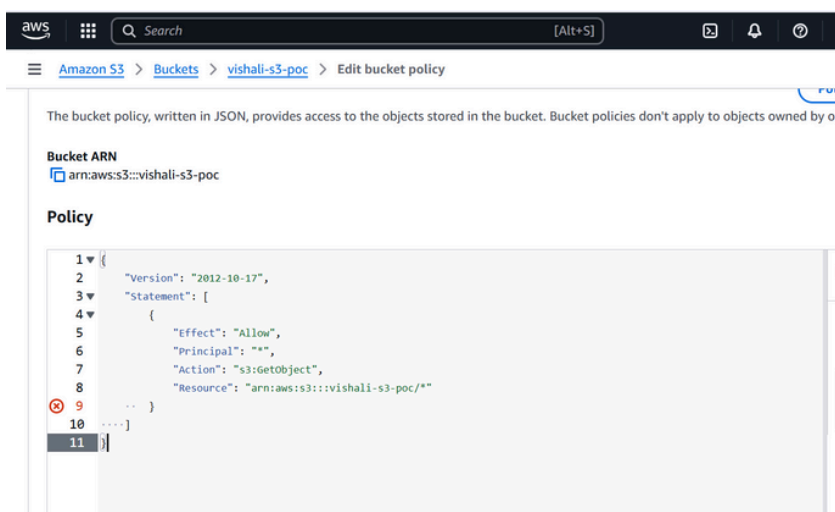 aws
Search [Alt+S]
Amazon S3 > Buckets > vishali-s3-poc > Edit bucket policy
The bucket policy, written in JSON, provides access to the objects stored in the bucket. Bucket policies don't apply to objects owned by o
Bucket ARN
arn:aws:s3:::vishali-s3-poc
Policy
1 {
2 "Version": "2012-10-17",
3 "Statement": [
4 {
5 "Effect": "Allow",
6 "Principal": "*",
7 "Action": "s3:GetObject",
8 "Resource": "arn:aws:s3:::vishali-s3-poc/*"
9 }
10 ]
11 }